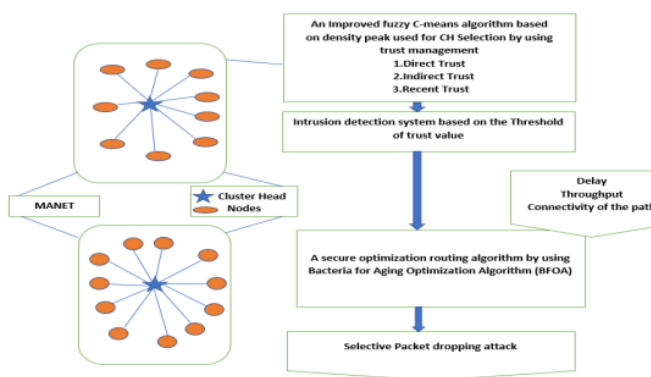 An Improved fuzzy C-means algorithm based
on density peak used for CH Selection by using
trust management
1.Direct Trust
2.Indirect Trust
3.Recent Trust
Intrusion detection system based on the Threshold
of trust value
MANET
Cluster Head
Nodes
Delay
Throughput
Connectivity of the path
A secure optimization routing algorithm by using
Bacteria for Aging Optimization Algorithm (BFOA)
Selective Packet dropping attack